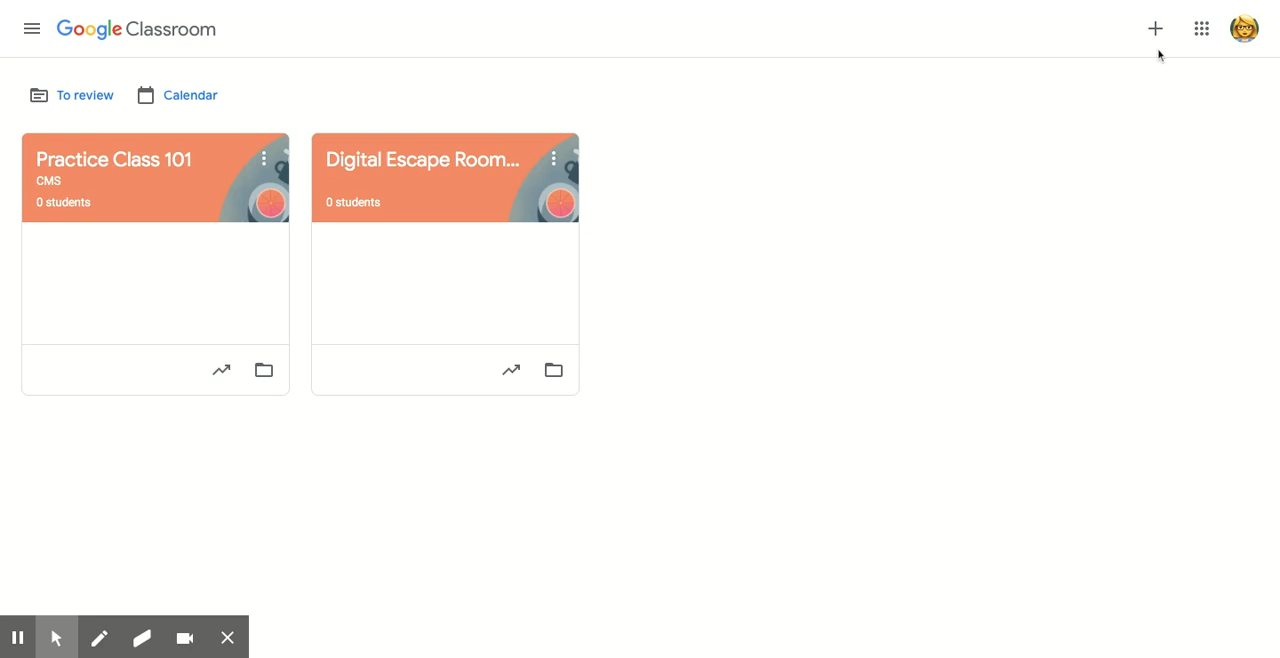 Google Classroom
To review
Calendar
Practice Class 101
CMS
0 students
Digital Escape Room...
0 students